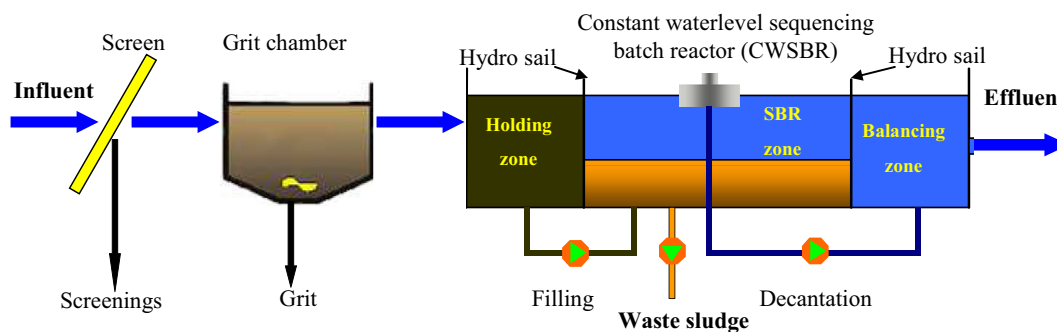 Screen
Grit chamber
Constant waterlevel sequencing
batch reactor (CWSBR)
Hydro sail
Hydro sail
Influent
Effluen
Holding
zone
SBR
zone
Balancing
zone
Screenings
Grit
Filling
Decantation
Waste sludge